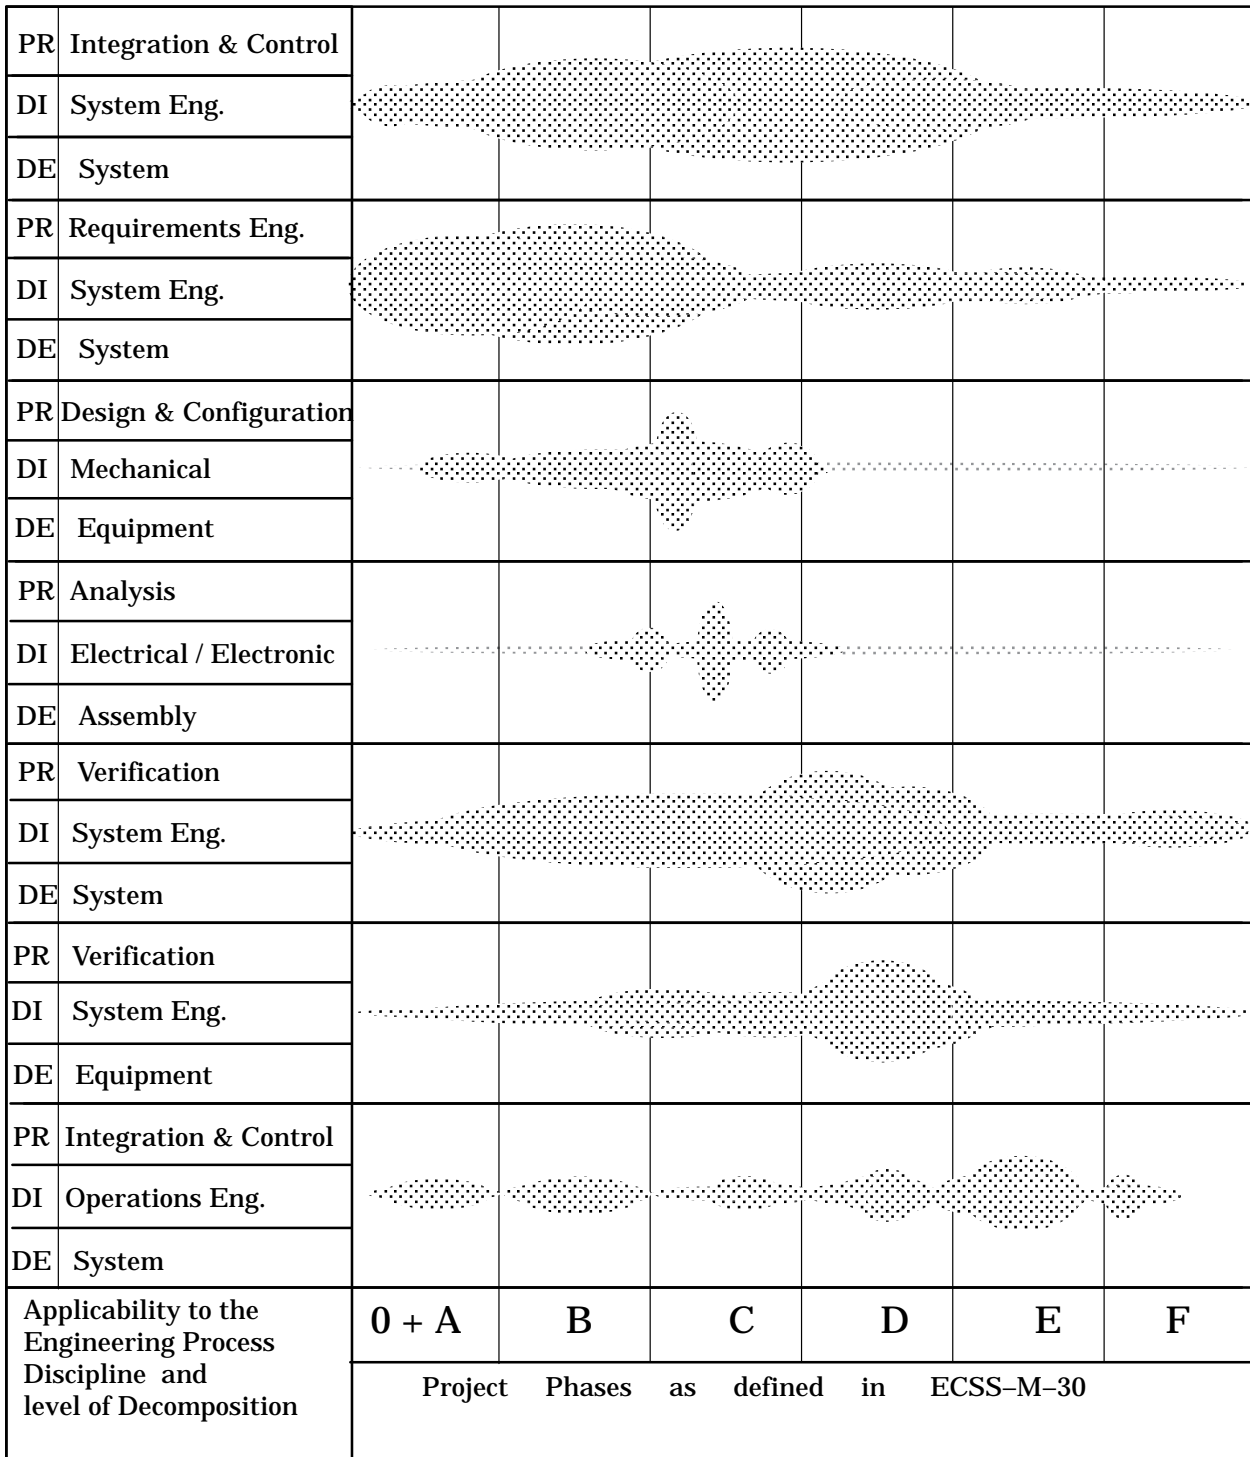 PR Integration & Control
DI System Eng.
DE System
PR Requirements Eng.
DI System Eng.
DE System
PR Design & Configuration
DI Mechanical
DE Equipment
PR Analysis
DI Electrical / Electronic
DE Assembly
PR Verification
DI System Eng.
DE System
PR Verification
DI System Eng.
DE Equipment
PR Integration & Control
DI Operations Eng.
DE System
Applicability to the
Engineering Process
Discipline and
level of Decomposition
0 + A B C D E F
Project Phases as defined in ECSS–M–30